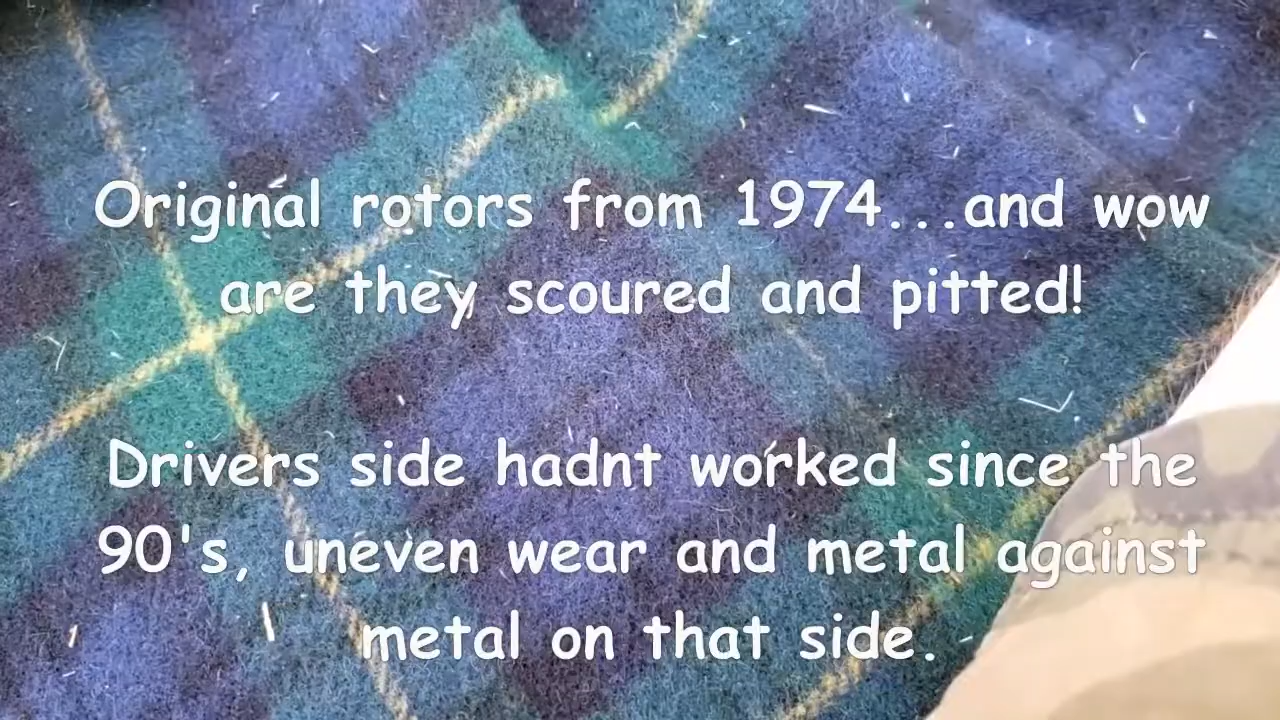 Original rotors from 1974...and wow
are they scoured and pitted!
Drivers side hadnt worked since the
90's, uneven wear and metal against
metal on that side.